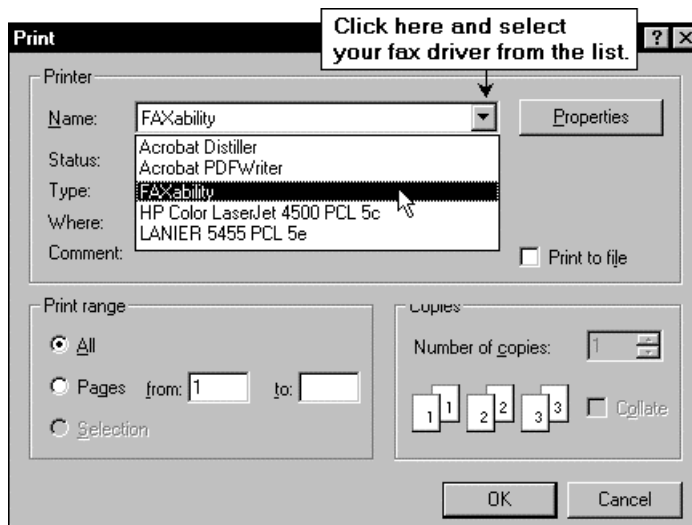 Click here and select
your fax driver from the list.
Print
Printer
Name:
FAXability
Properties
Acrobat Distiller
Acrobat PDFWriter
FAXability
HP Color LaserJet 4500 PCL 5c
LANIER 5455 PCL 5e
Status:
Type:
Where:
Comment:
Print to file
Print range
All
Pages from: 1 to:
Selection
Copies
Number of copies: 1
1 1 2 2 3 3
Collate
OK Cancel